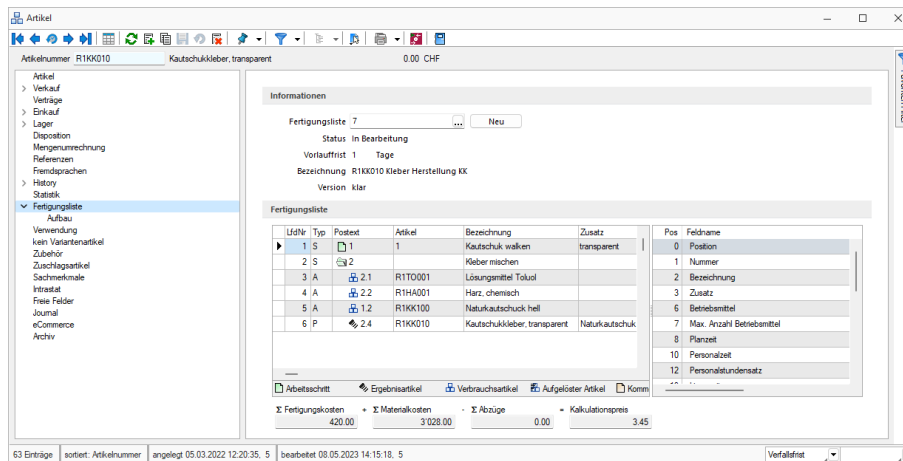 Artikel
Artikelnummer R1KK010 Kautschukkleber, transparent 0.00 CHF
Artikel
Verkauf
Verträge
Einkauf
Lager
Disposition
Mengenumrechnung
Referenzen
Fremdsprachen
History
Statistik
Fertigungsliste
Aufbau
Verwendung
kein Variantenartikel
Zubehör
Zuschlagsartikel
Sachmerkmale
Intrastat
Freie Felder
Journal
eCommerce
Archiv
Informationen
Fertigungsliste 7 ... Neu
Status In Bearbeitung
Vorlauffrist 1 Tage
Bezeichnung R1KK010 Kleber Herstellung KK
Version klar
Fertigungsliste
LfdNr Typ Postext Artikel Bezeichnung Zusatz
1 S 1 1 Kautschuk walken transparent
2 S 2 Kleber mischen
3 A 2.1 R1TO001 Lösungsmittel Toluol
4 A 2.2 R1HA001 Harz, chemisch
5 A 1.2 R1KK100 Naturkautschuck hell
6 P 2.4 R1KK010 Kautschukkleber, transparent Naturkautschuk
Arbeitsschritt Ergebnisartikel Verbrauchsartikel Aufgelöster Artikel Komm
Pos Feldname
0 Position
1 Nummer
2 Bezeichnung
3 Zusatz
6 Betriebsmittel
7 Max. Anzahl Betriebsmittel
8 Planzeit
10 Personalzeit
12 Personalstundensatz
Σ Fertigungskosten + Σ Materialkosten - Σ Abzüge = Kalkulationspreis
420.00 3'028.00 0.00 3.45
63 Einträge sortiert: Artikelnummer angelegt 05.03.2022 12:20:35, 5 bearbeitet 08.05.2023 14:15:18, 5 Verfallsfrist